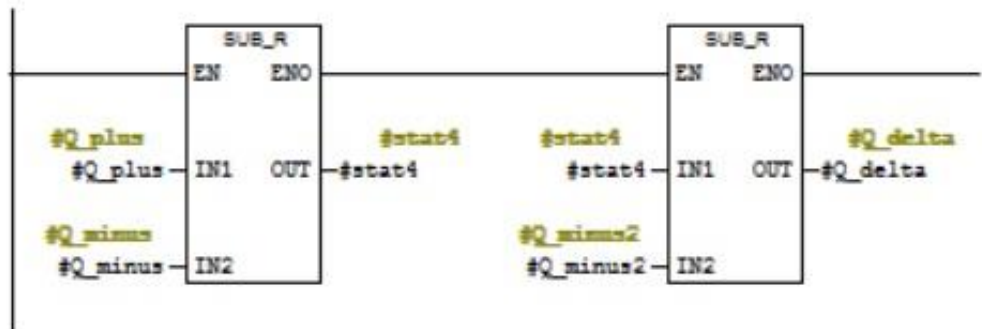 SUB_R SUB_R
EN ENO EN ENO
#Q_plus #stat4 #stat4 #Q_delta
#Q_plus IN1 OUT #stat4 #stat4 IN1 OUT #Q_delta
#Q_minus #Q_minus2
#Q_minus IN2 #Q_minus2 IN2